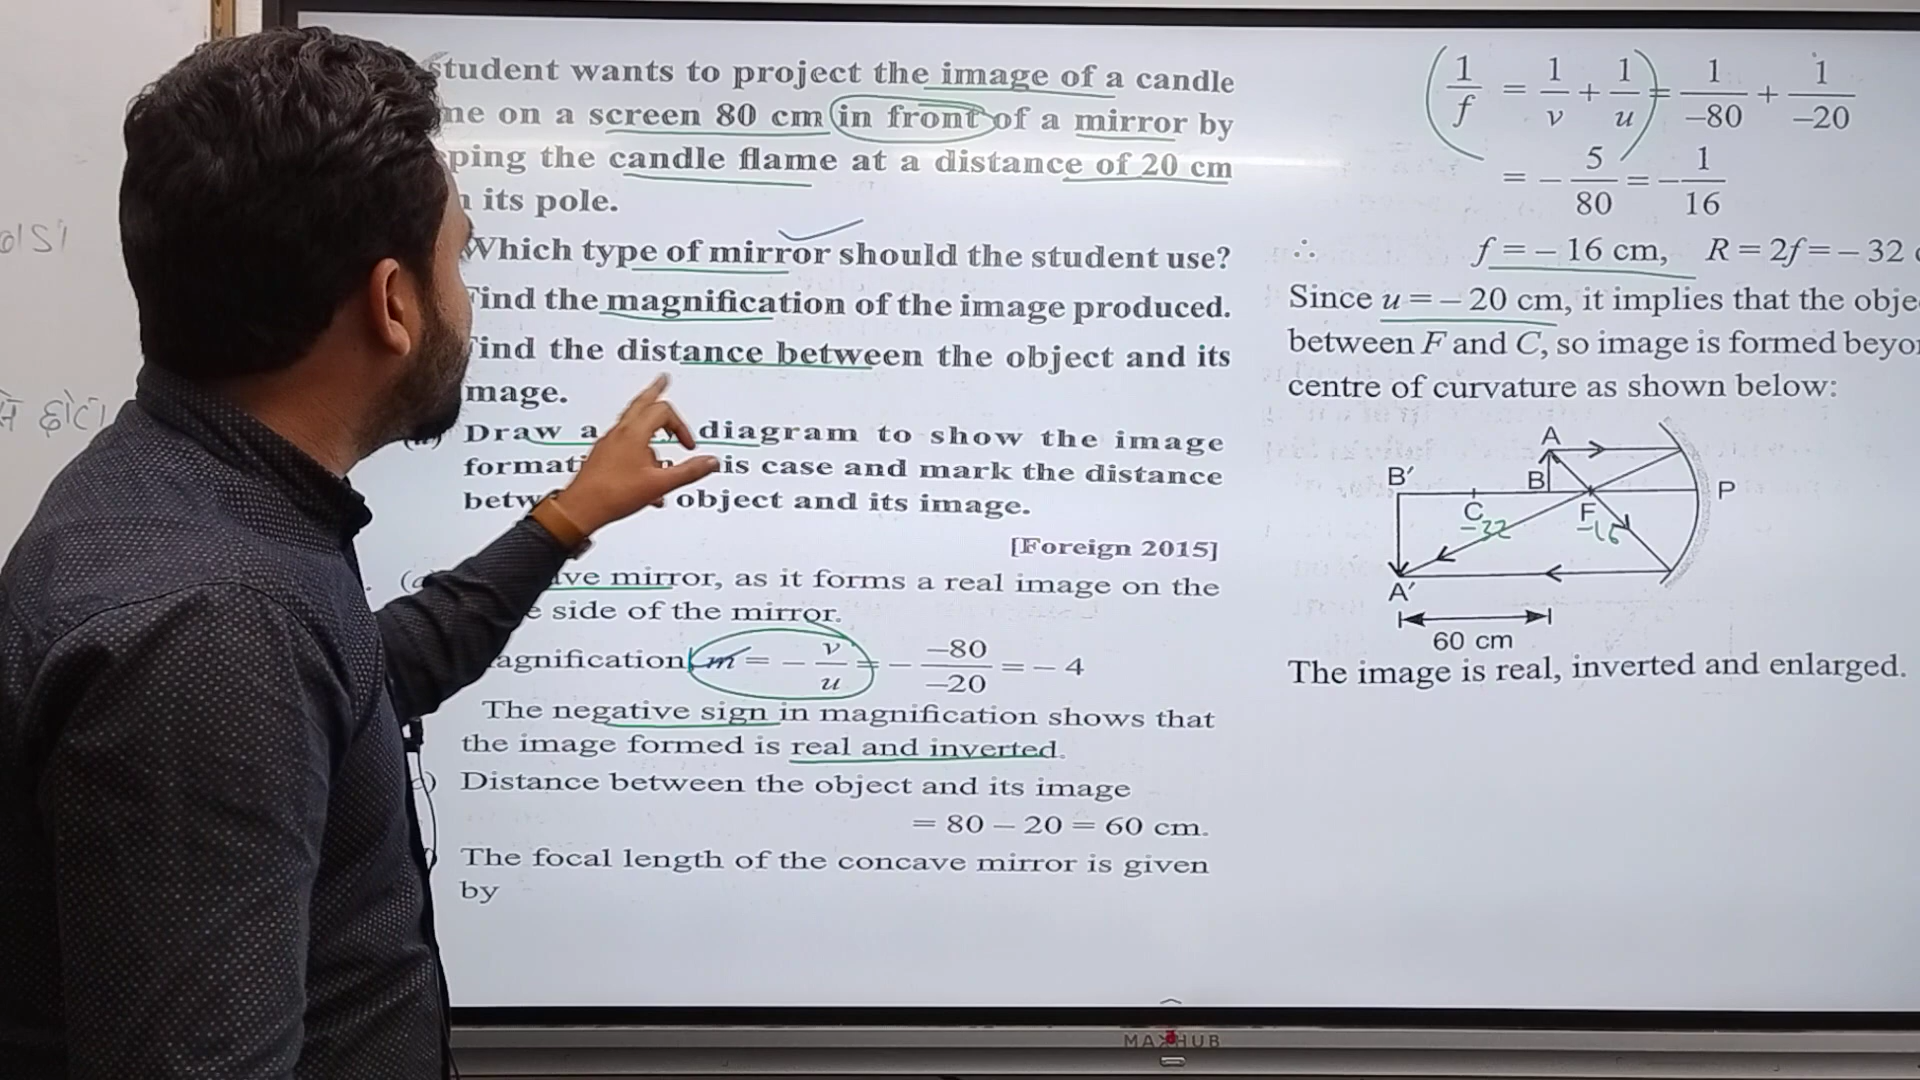 student wants to project the image of a candle
on a screen 80 cm in front of a mirror by
the candle flame at a distance of 20 cm
its pole.
Which type of mirror should the student use?
Find the magnification of the image produced.
Find the distance between the object and its
image.
Draw a diagram to show the image
case and mark the distance
object and its image.
[Foreign 2015]
mirror, as it forms a real image on the
side of the mirror.
magnification m = − v/u = − −80/−20 = − 4
The negative sign in magnification shows that
the image formed is real and inverted.
Distance between the object and its image
= 80 − 20 = 60 cm.
The focal length of the concave mirror is given
by
1/f = 1/v + 1/u = 1/−80 + 1/−20
= − 5/80 = − 1/16
∴ f = − 16 cm, R = 2f = − 32
Since u = − 20 cm, it implies that the
between F and C, so image is formed
centre of curvature as shown below:
A
B′ B P
C F
−32 −16
A′
60 cm
The image is real, inverted and enlarged.
MAXHUB